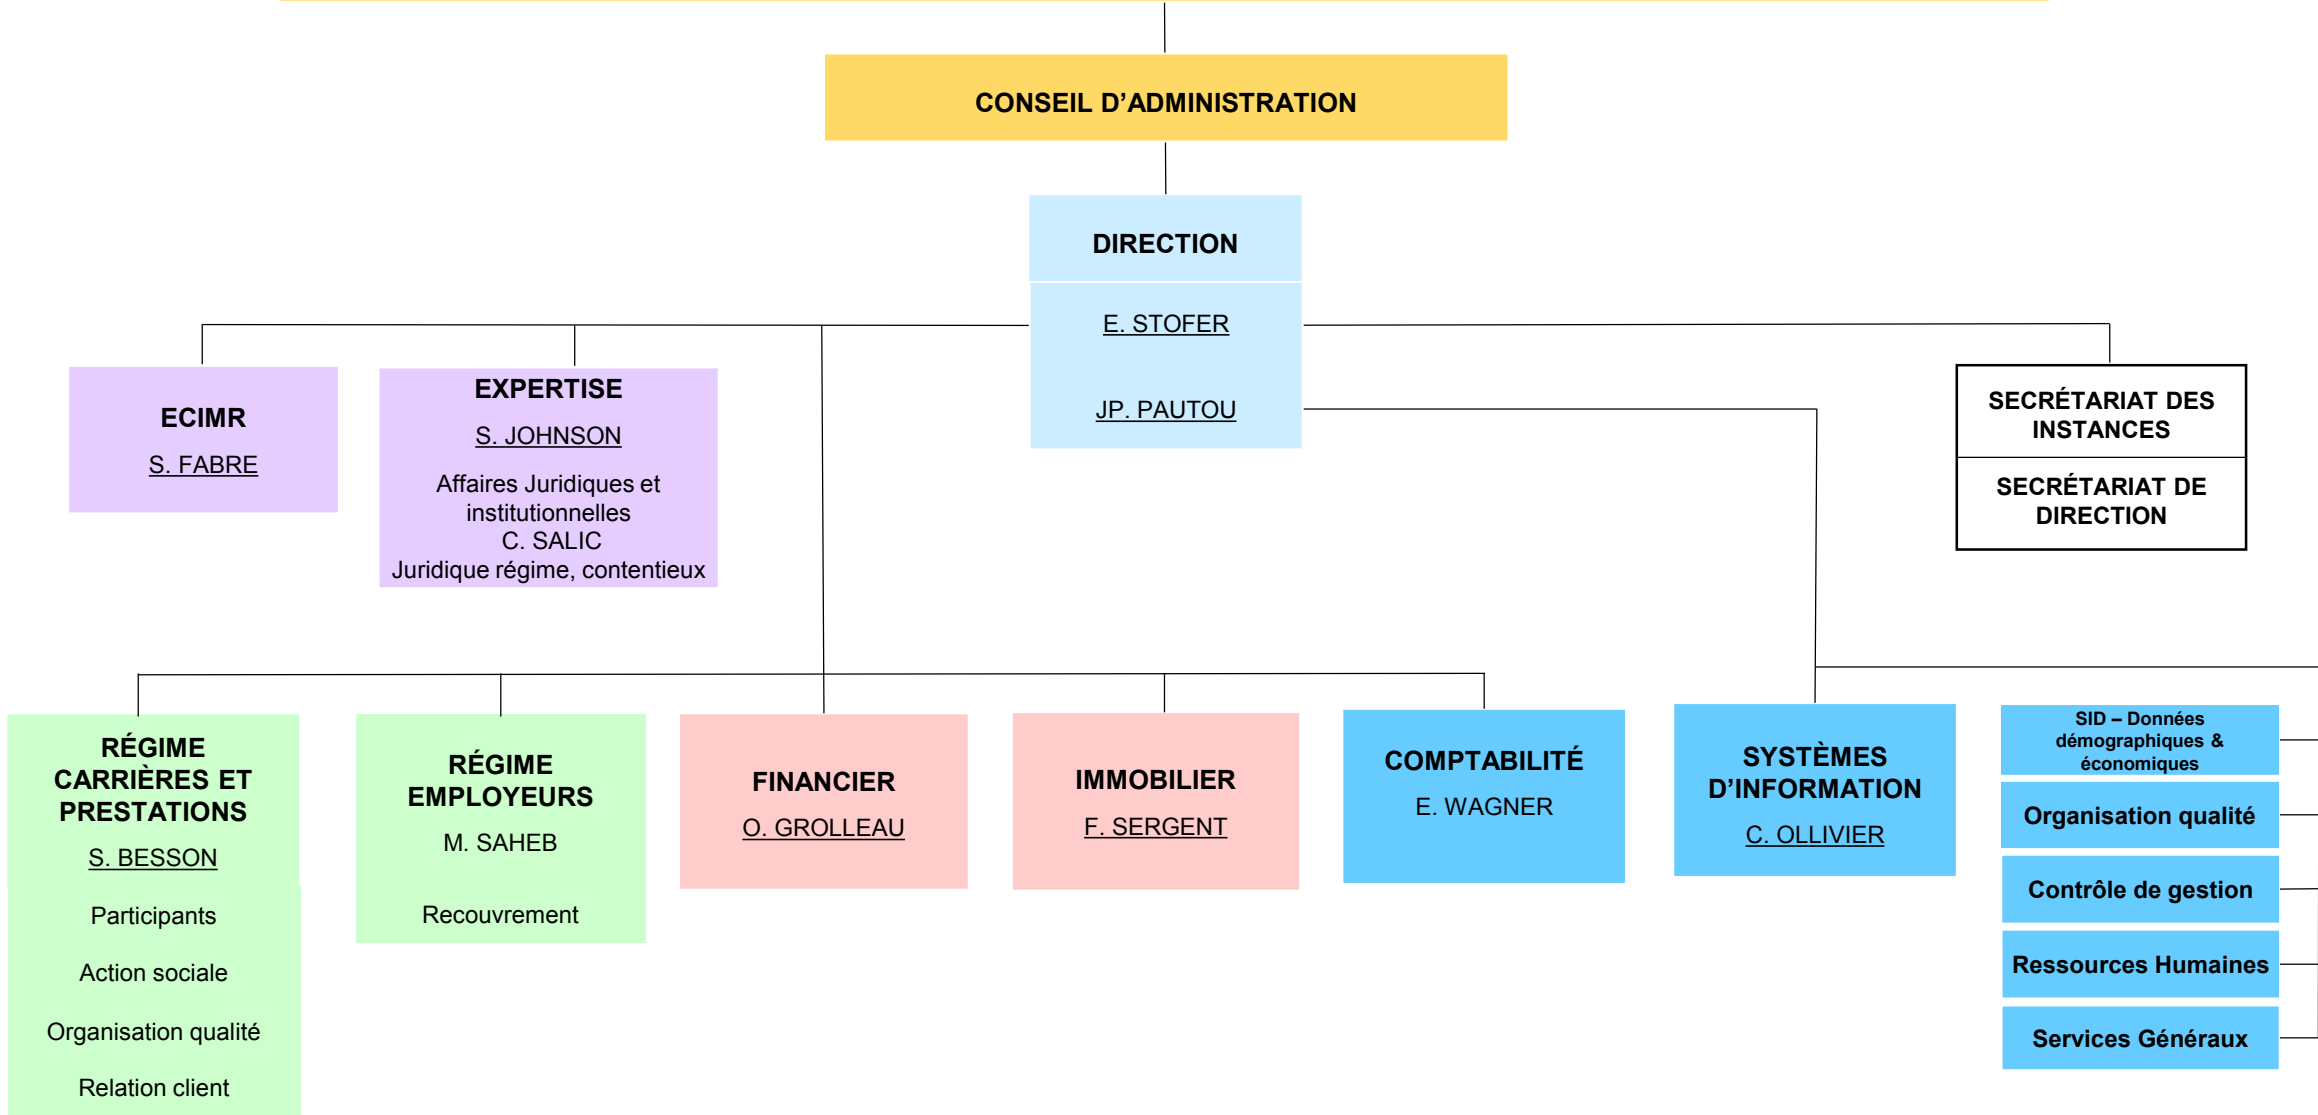 CONSEIL D’ADMINISTRATION
DIRECTION
E. STOFER
JP. PAUTOU
ECIMR
S. FABRE
EXPERTISE
S. JOHNSON
Affaires Juridiques et
institutionnelles
C. SALIC
Juridique régime, contentieux
SECRÉTARIAT DES
INSTANCES
SECRÉTARIAT DE
DIRECTION
RÉGIME
CARRIÈRES ET
PRESTATIONS
S. BESSON
Participants
Action sociale
Organisation qualité
Relation client
RÉGIME
EMPLOYEURS
M. SAHEB
Recouvrement
FINANCIER
O. GROLLEAU
IMMOBILIER
F. SERGENT
COMPTABILITÉ
E. WAGNER
SYSTÈMES
D’INFORMATION
C. OLLIVIER
SID – Données
démographiques &
économiques
Organisation qualité
Contrôle de gestion
Ressources Humaines
Services Généraux